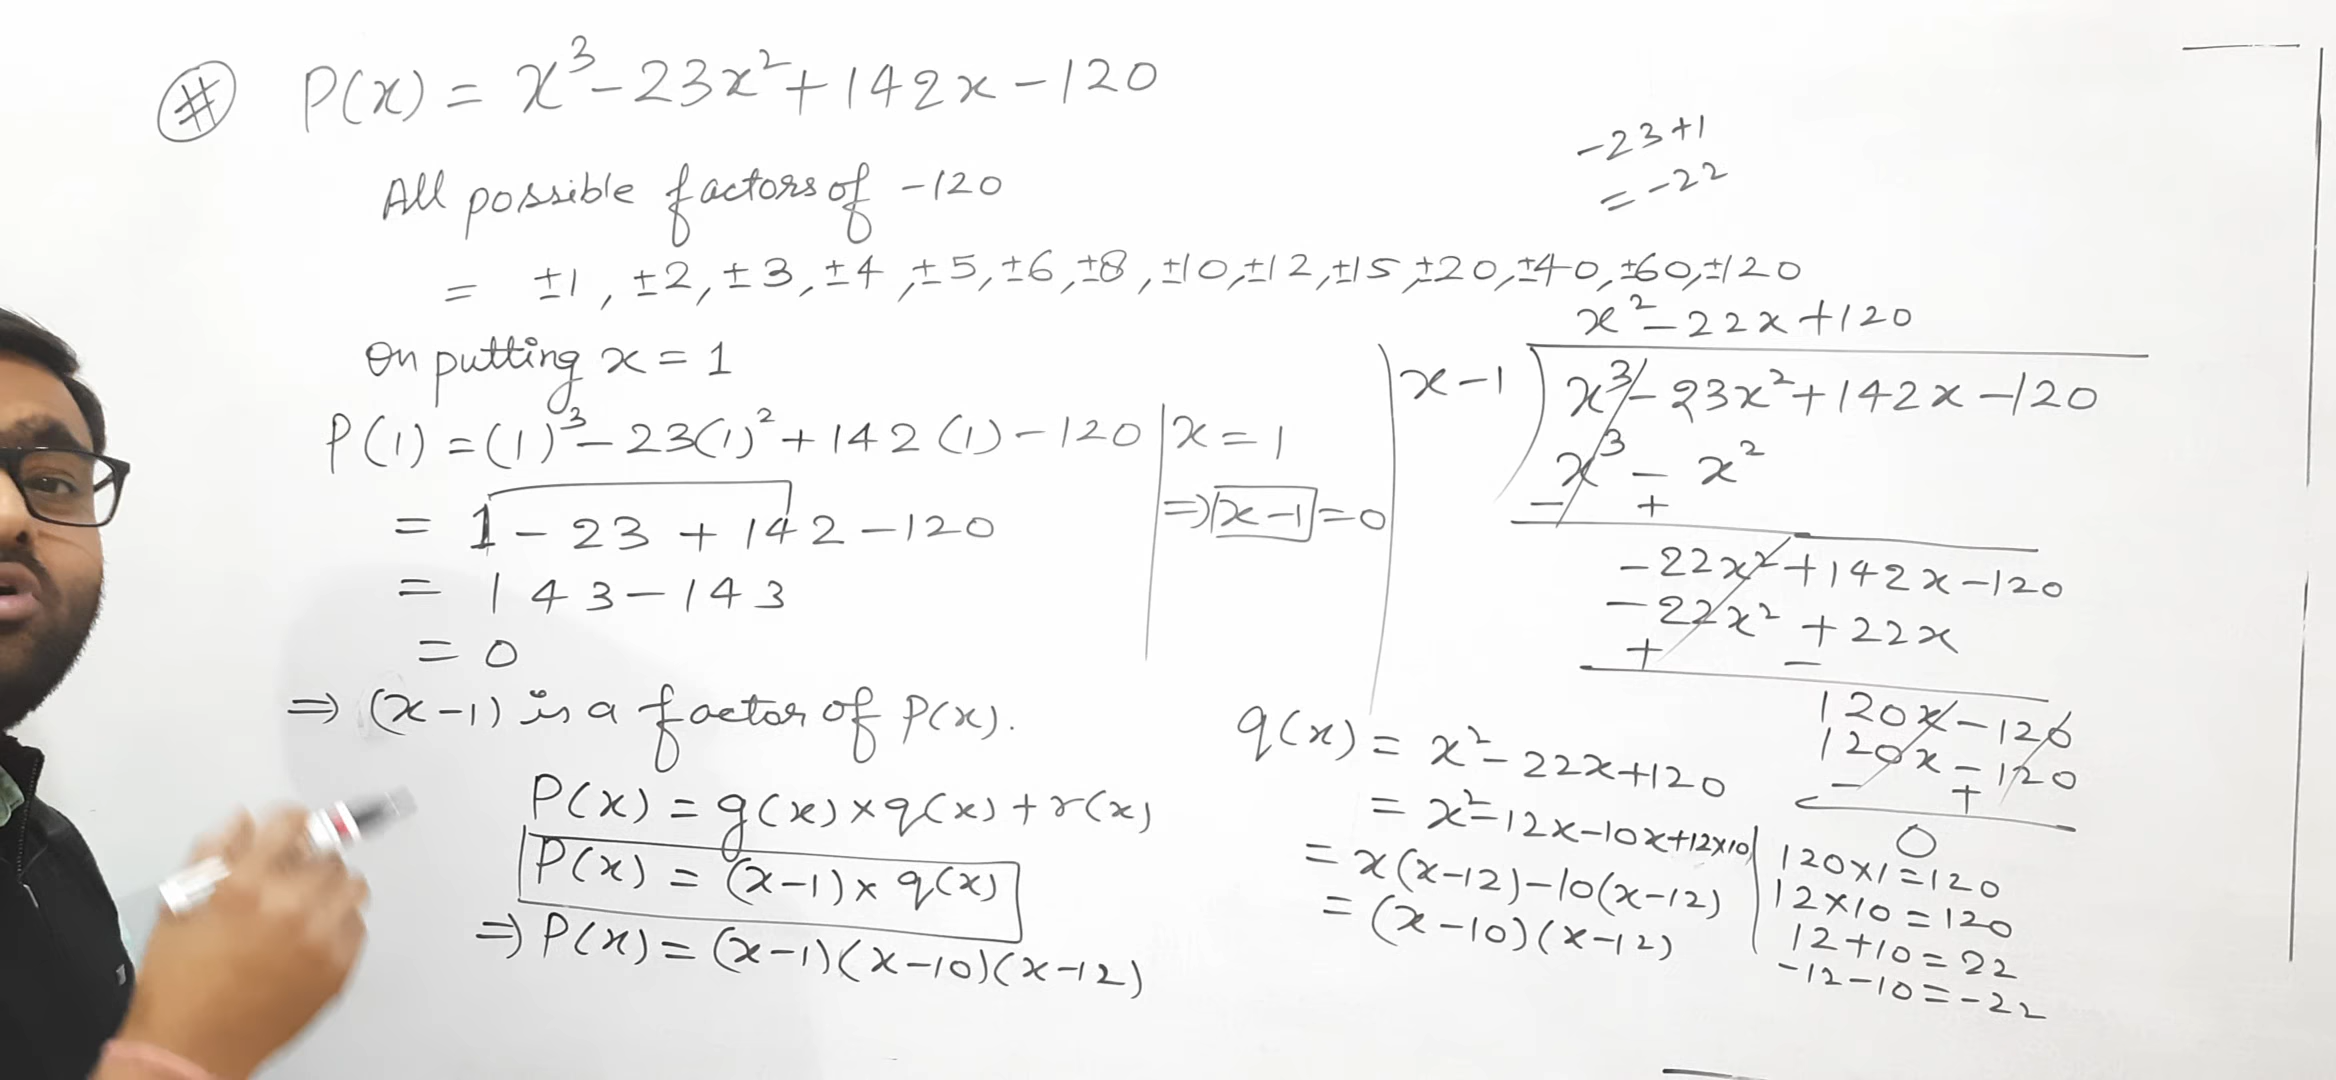 # P(x) = x³ - 23x² + 142x - 120
All possible factors of -120
= ±1, ±2, ±3, ±4, ±5, ±6, ±8, ±10, ±12, ±15, ±20, ±40, ±60, ±120
On putting x = 1
P(1) = (1)³ - 23(1)² + 142(1) - 120
= 1 - 23 + 142 - 120
= 143 - 143
= 0
⇒ (x-1) is a factor of P(x).
P(x) = g(x) × q(x) + r(x)
P(x) = (x-1) × q(x)
⇒ P(x) = (x-1)(x-10)(x-12)
x = 1
⇒ x-1 = 0
-23+1
= -22
x² - 22x + 120
x-1 ) x³ - 23x² + 142x - 120
x³ - x²
- +
-22x² + 142x - 120
-22x² + 22x
+ -
120x - 120
120x - 120
- +
0
q(x) = x² - 22x + 120
= x² - 12x - 10x + 12×10
= x(x-12) - 10(x-12)
= (x-10)(x-12)
120×1 = 120
12×10 = 120
12+10 = 22
-12-10 = -22